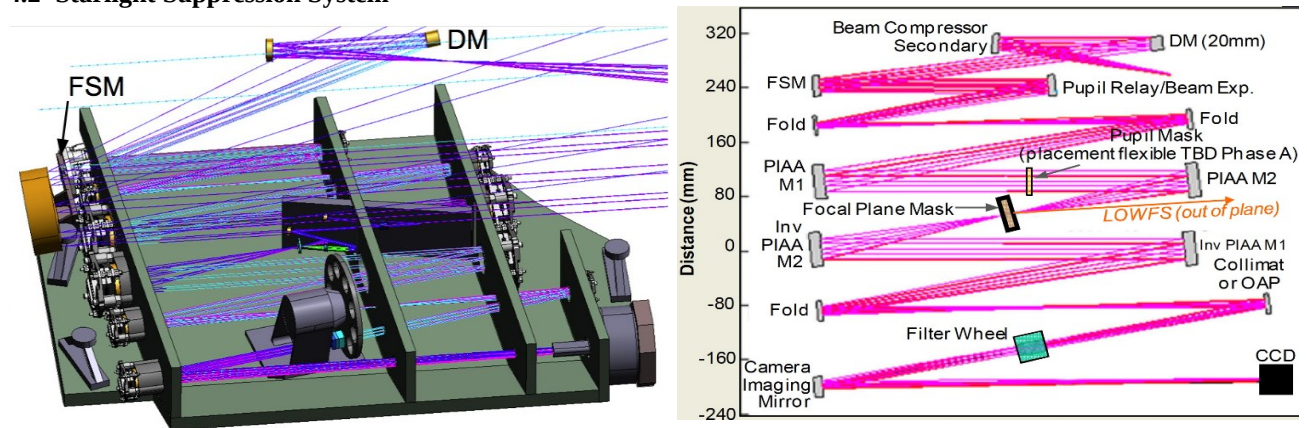 4.2 Starlight Suppression System
DM
FSM
320
240
160
80
0
-80
-160
-240
Distance (mm)
Beam Compressor
Secondary
DM (20mm)
FSM
Pupil Relay/Beam Exp.
Fold
Fold
Pupil Mask
(placement flexible TBD Phase A)
PIAA
M1
PIAA M2
Focal Plane Mask
LOWFS (out of plane)
Inv
PIAA
M2
Inv PIAA M1
Collimat
or OAP
Fold
Filter Wheel
CCD
Camera
Imaging
Mirror